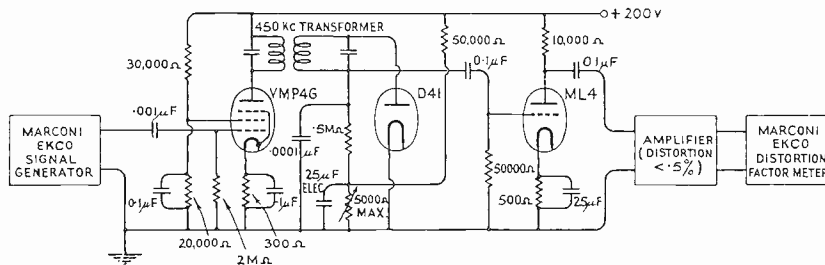 + 200 V
450 KC TRANSFORMER
30,000Ω
50,000Ω
10,000Ω
0·1μF
0·1μF
VMP4G
D41
ML4
·001μF
MARCONI
EKCO
SIGNAL
GENERATOR
·5MΩ
·0001μF
AMPLIFIER
(DISTORTION
<·5%)
MARCONI
EKCO
DISTORTION
FACTOR METER
25μF
ELEC.
0·1μF
·1μF
5000Ω
MAX.
50000Ω
500Ω
25μF
20,000Ω
300Ω
2MΩ